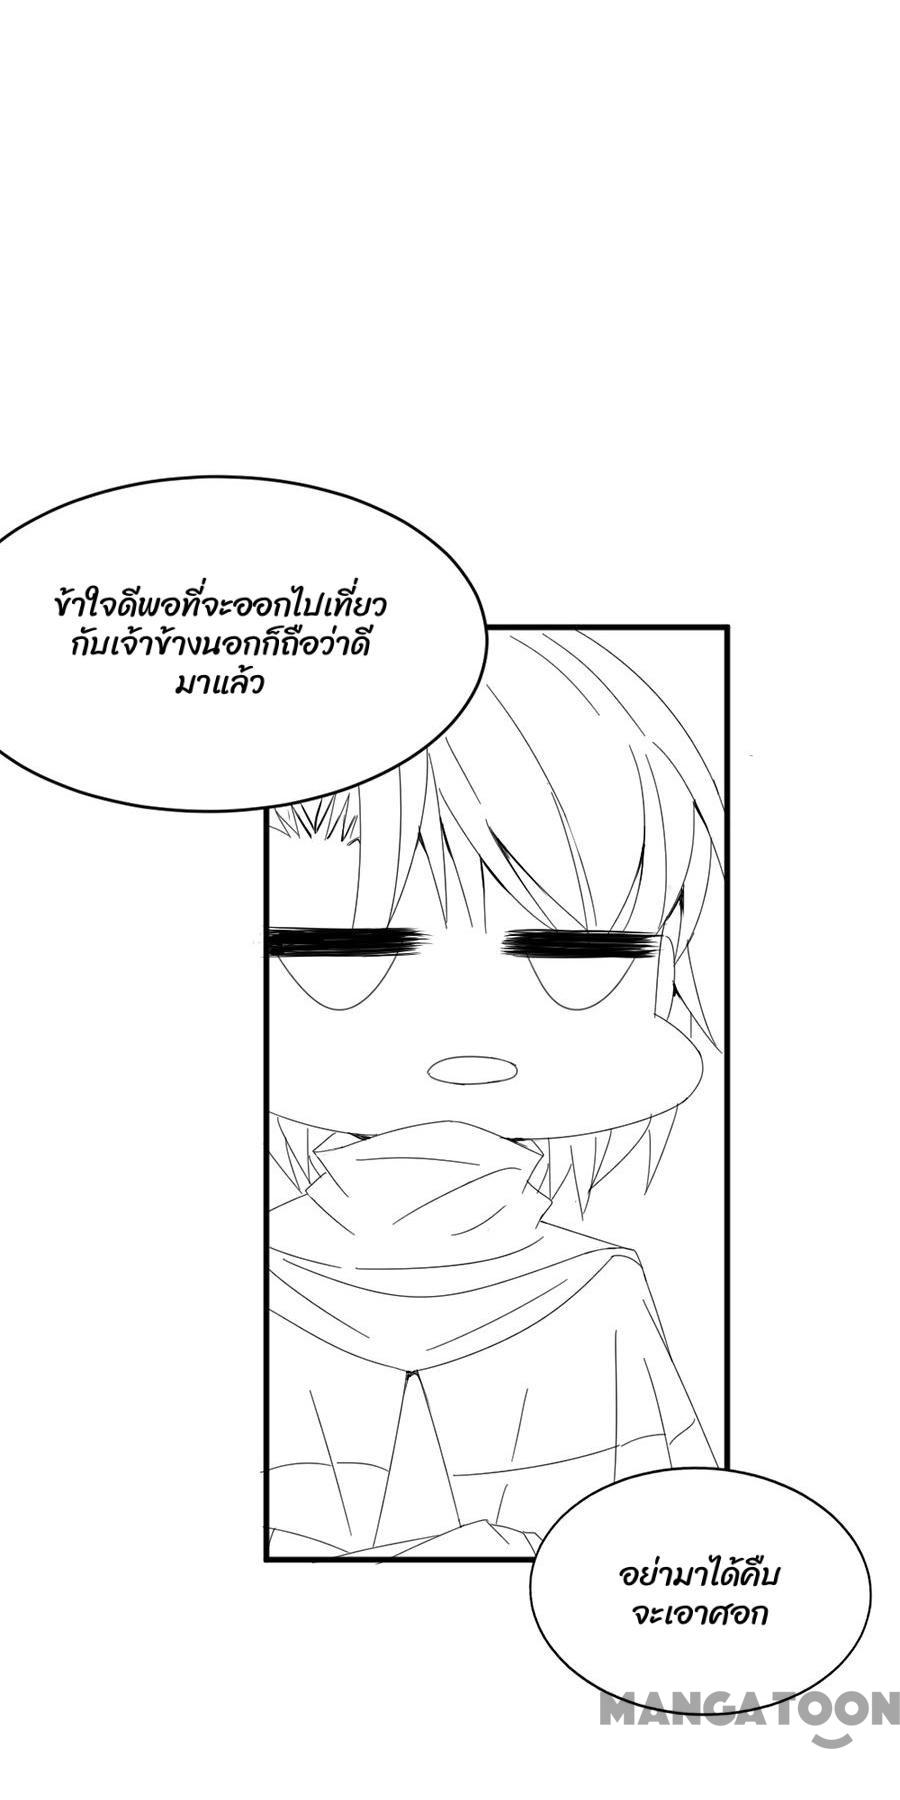 ข้าใจดีพอที่จะออกไปเที่ยว
กับเจ้าข้างนอกก็ถือว่าดี
มาแล้ว
อย่ามาได้คืบ
จะเอาศอก
MANGATOON